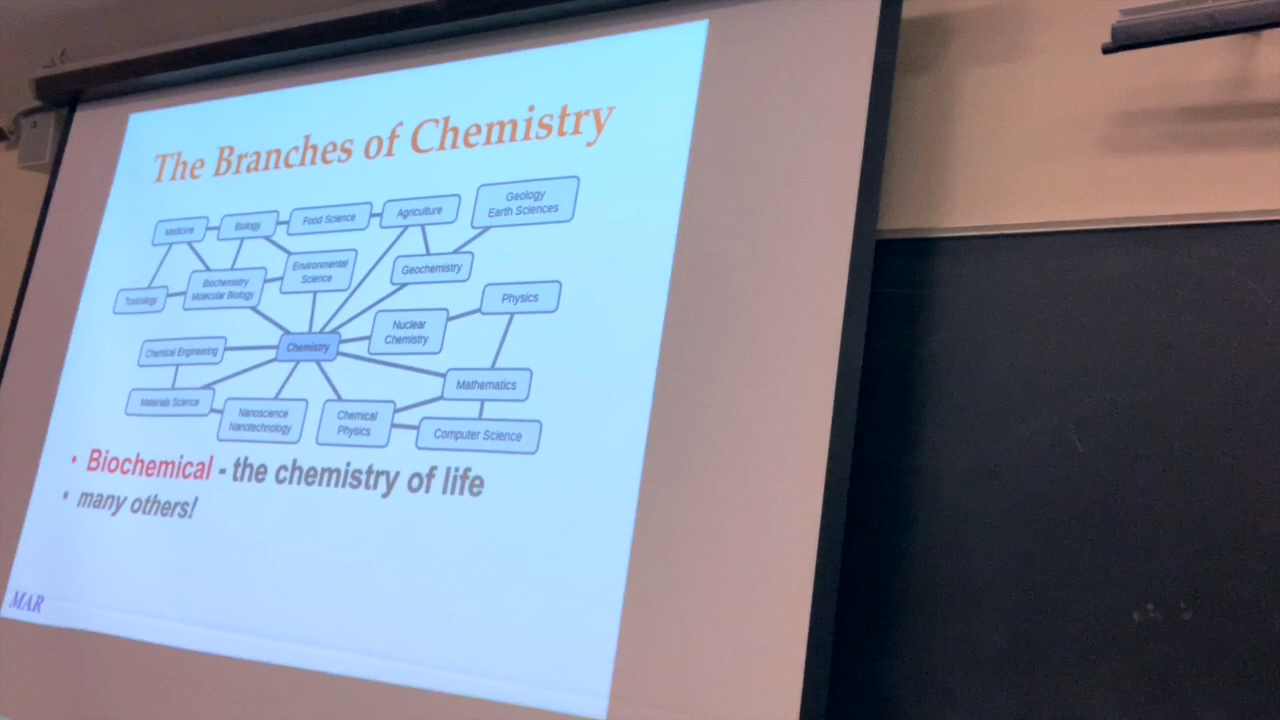 The Branches of Chemistry
Medicine
Biology
Food Science
Agriculture
Geology
Earth Sciences
Toxicology
Biochemistry
Molecular Biology
Environmental
Science
Geochemistry
Physics
Nuclear
Chemistry
Chemistry
Chemical Engineering
Mathematics
Materials Science
Nanoscience
Nanotechnology
Chemical
Physics
Computer Science
• Biochemical - the chemistry of life
• many others!
MAR